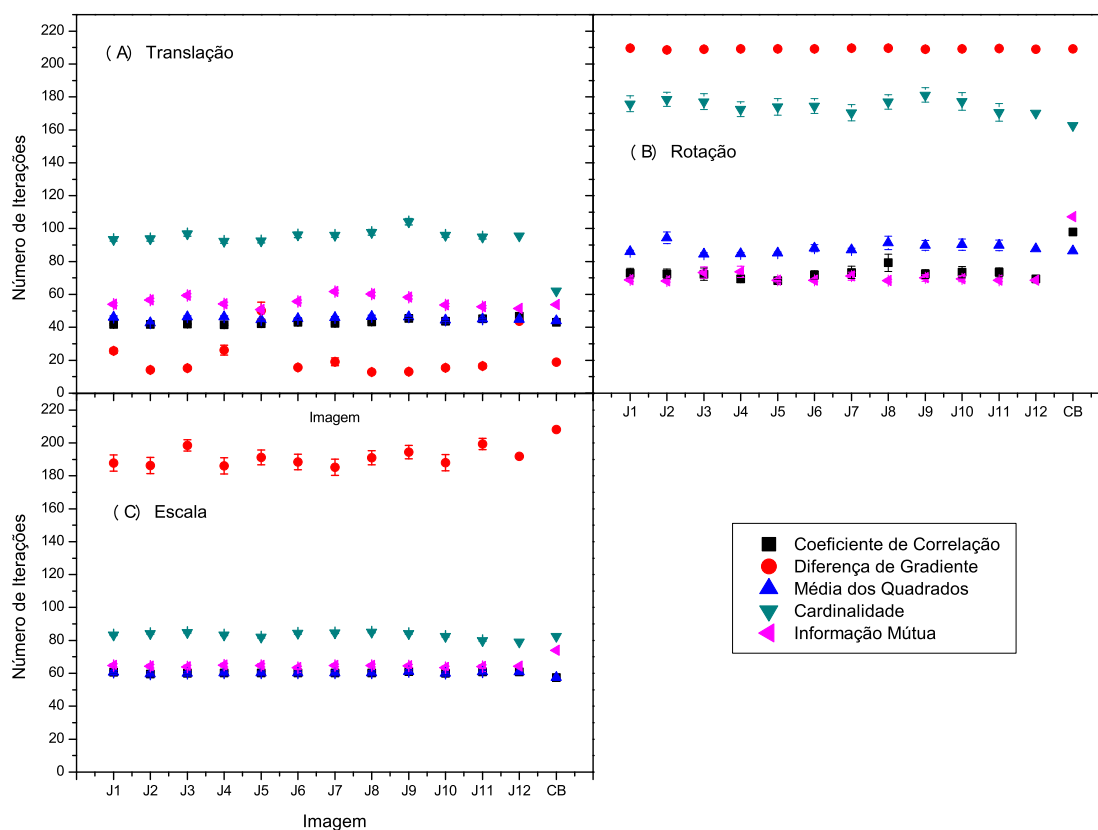 220
200
180
160
140
120
100
80
60
40
20
0
Número de Iterações
( A) Translação
( B) Rotação
J1 J2 J3 J4 J5 J6 J7 J8 J9 J10 J11 J12 CB
Imagem
220
200
180
160
140
120
100
80
60
40
20
0
Número de Iterações
( C) Escala
J1 J2 J3 J4 J5 J6 J7 J8 J9 J10 J11 J12 CB
Imagem
Coeficiente de Correlação
Diferença de Gradiente
Média dos Quadrados
Cardinalidade
Informação Mútua